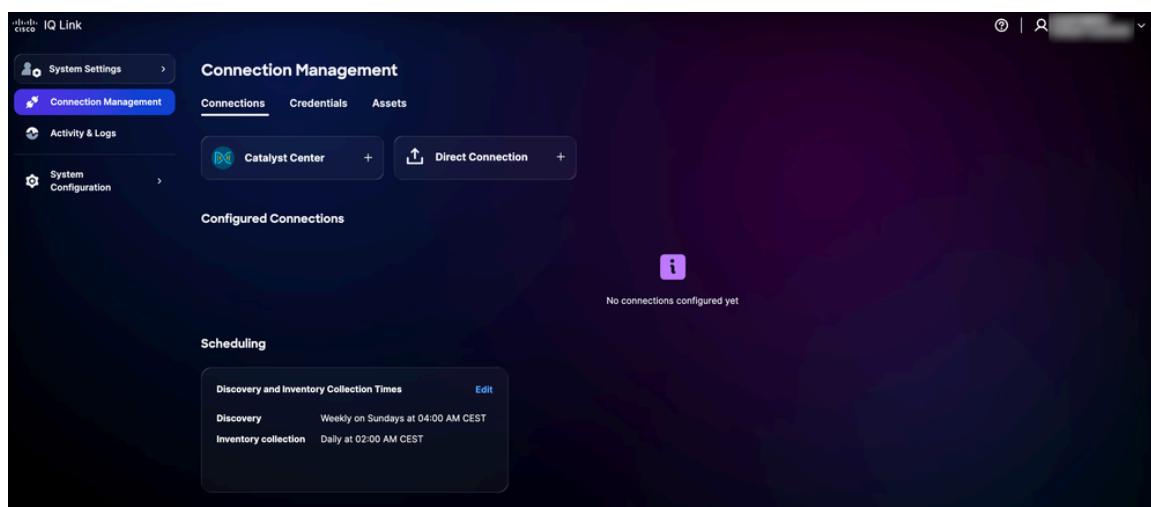 cisco IQ Link
System Settings
Connection Management
Activity & Logs
System
Configuration
Connection Management
Connections Credentials Assets
Catalyst Center +
Direct Connection +
Configured Connections
i
No connections configured yet
Scheduling
Discovery and Inventory Collection Times Edit
Discovery Weekly on Sundays at 04:00 AM CEST
Inventory collection Daily at 02:00 AM CEST